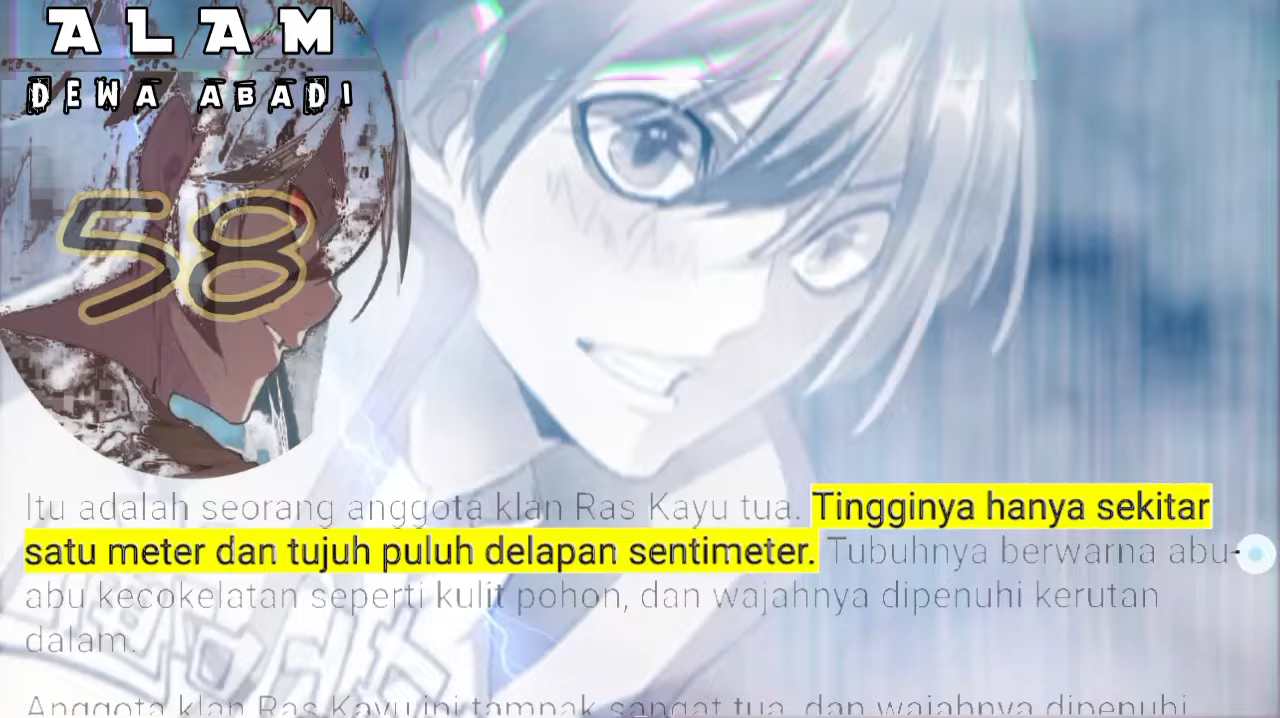 ALAM
DEWA ABADI
58
Itu adalah seorang anggota klan Ras Kayu tua. Tingginya hanya sekitar
satu meter dan tujuh puluh delapan sentimeter. Tubuhnya berwarna abu-
abu kecokelatan seperti kulit pohon, dan wajahnya dipenuhi kerutan
dalam.
Anggota klan Ras Kayu ini tampak sangat tua, dan wajahnya dipenuhi